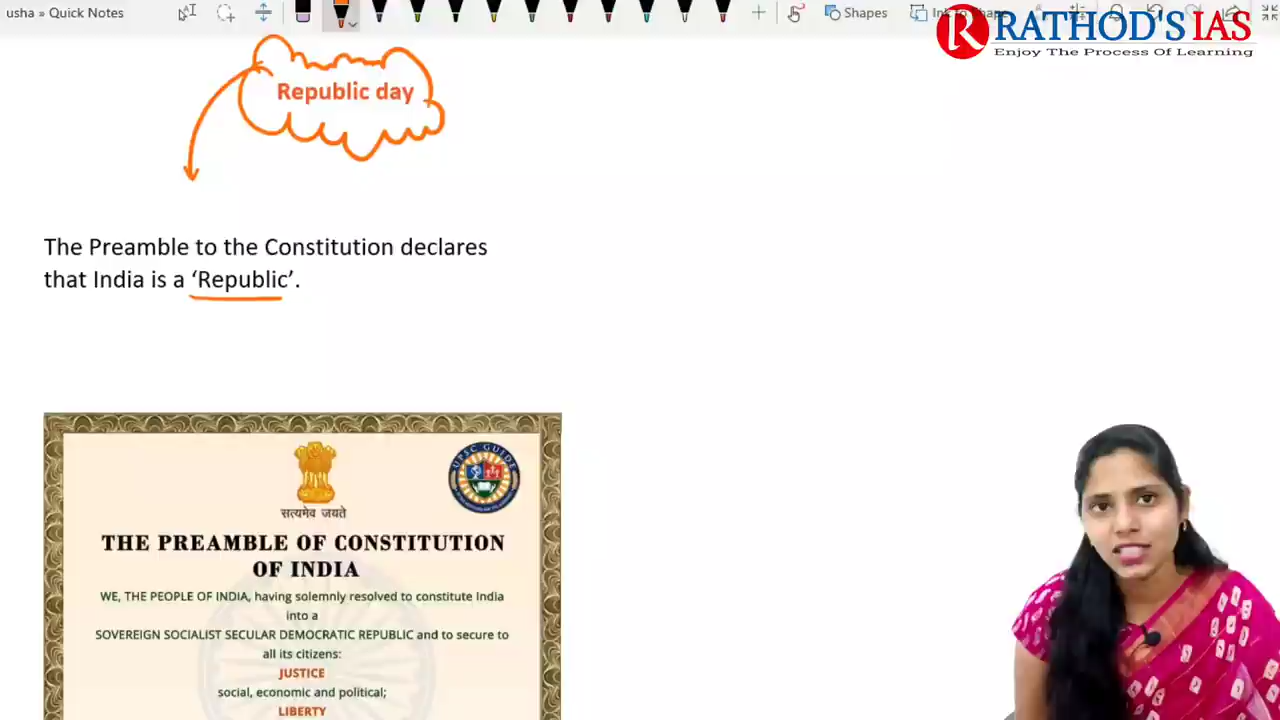 usha » Quick Notes
Shapes
RATHOD'S IAS
Enjoy The Process Of Learning
Republic day
The Preamble to the Constitution declares
that India is a ‘Republic’.
UPSC GUIDE
सत्यमेव जयते
THE PREAMBLE OF CONSTITUTION
OF INDIA
WE, THE PEOPLE OF INDIA, having solemnly resolved to constitute India
into a
SOVEREIGN SOCIALIST SECULAR DEMOCRATIC REPUBLIC and to secure to
all its citizens:
JUSTICE
social, economic and political;
LIBERTY